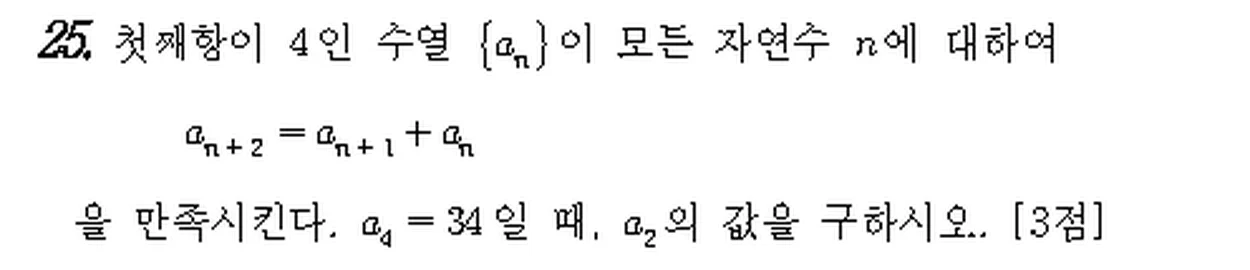 25. 첫째항이 4인 수열 {aₙ}이 모든 자연수 n에 대하여
aₙ₊₂ = aₙ₊₁ + aₙ
을 만족시킨다. a₄ = 34일 때, a₂의 값을 구하시오.. [3점]